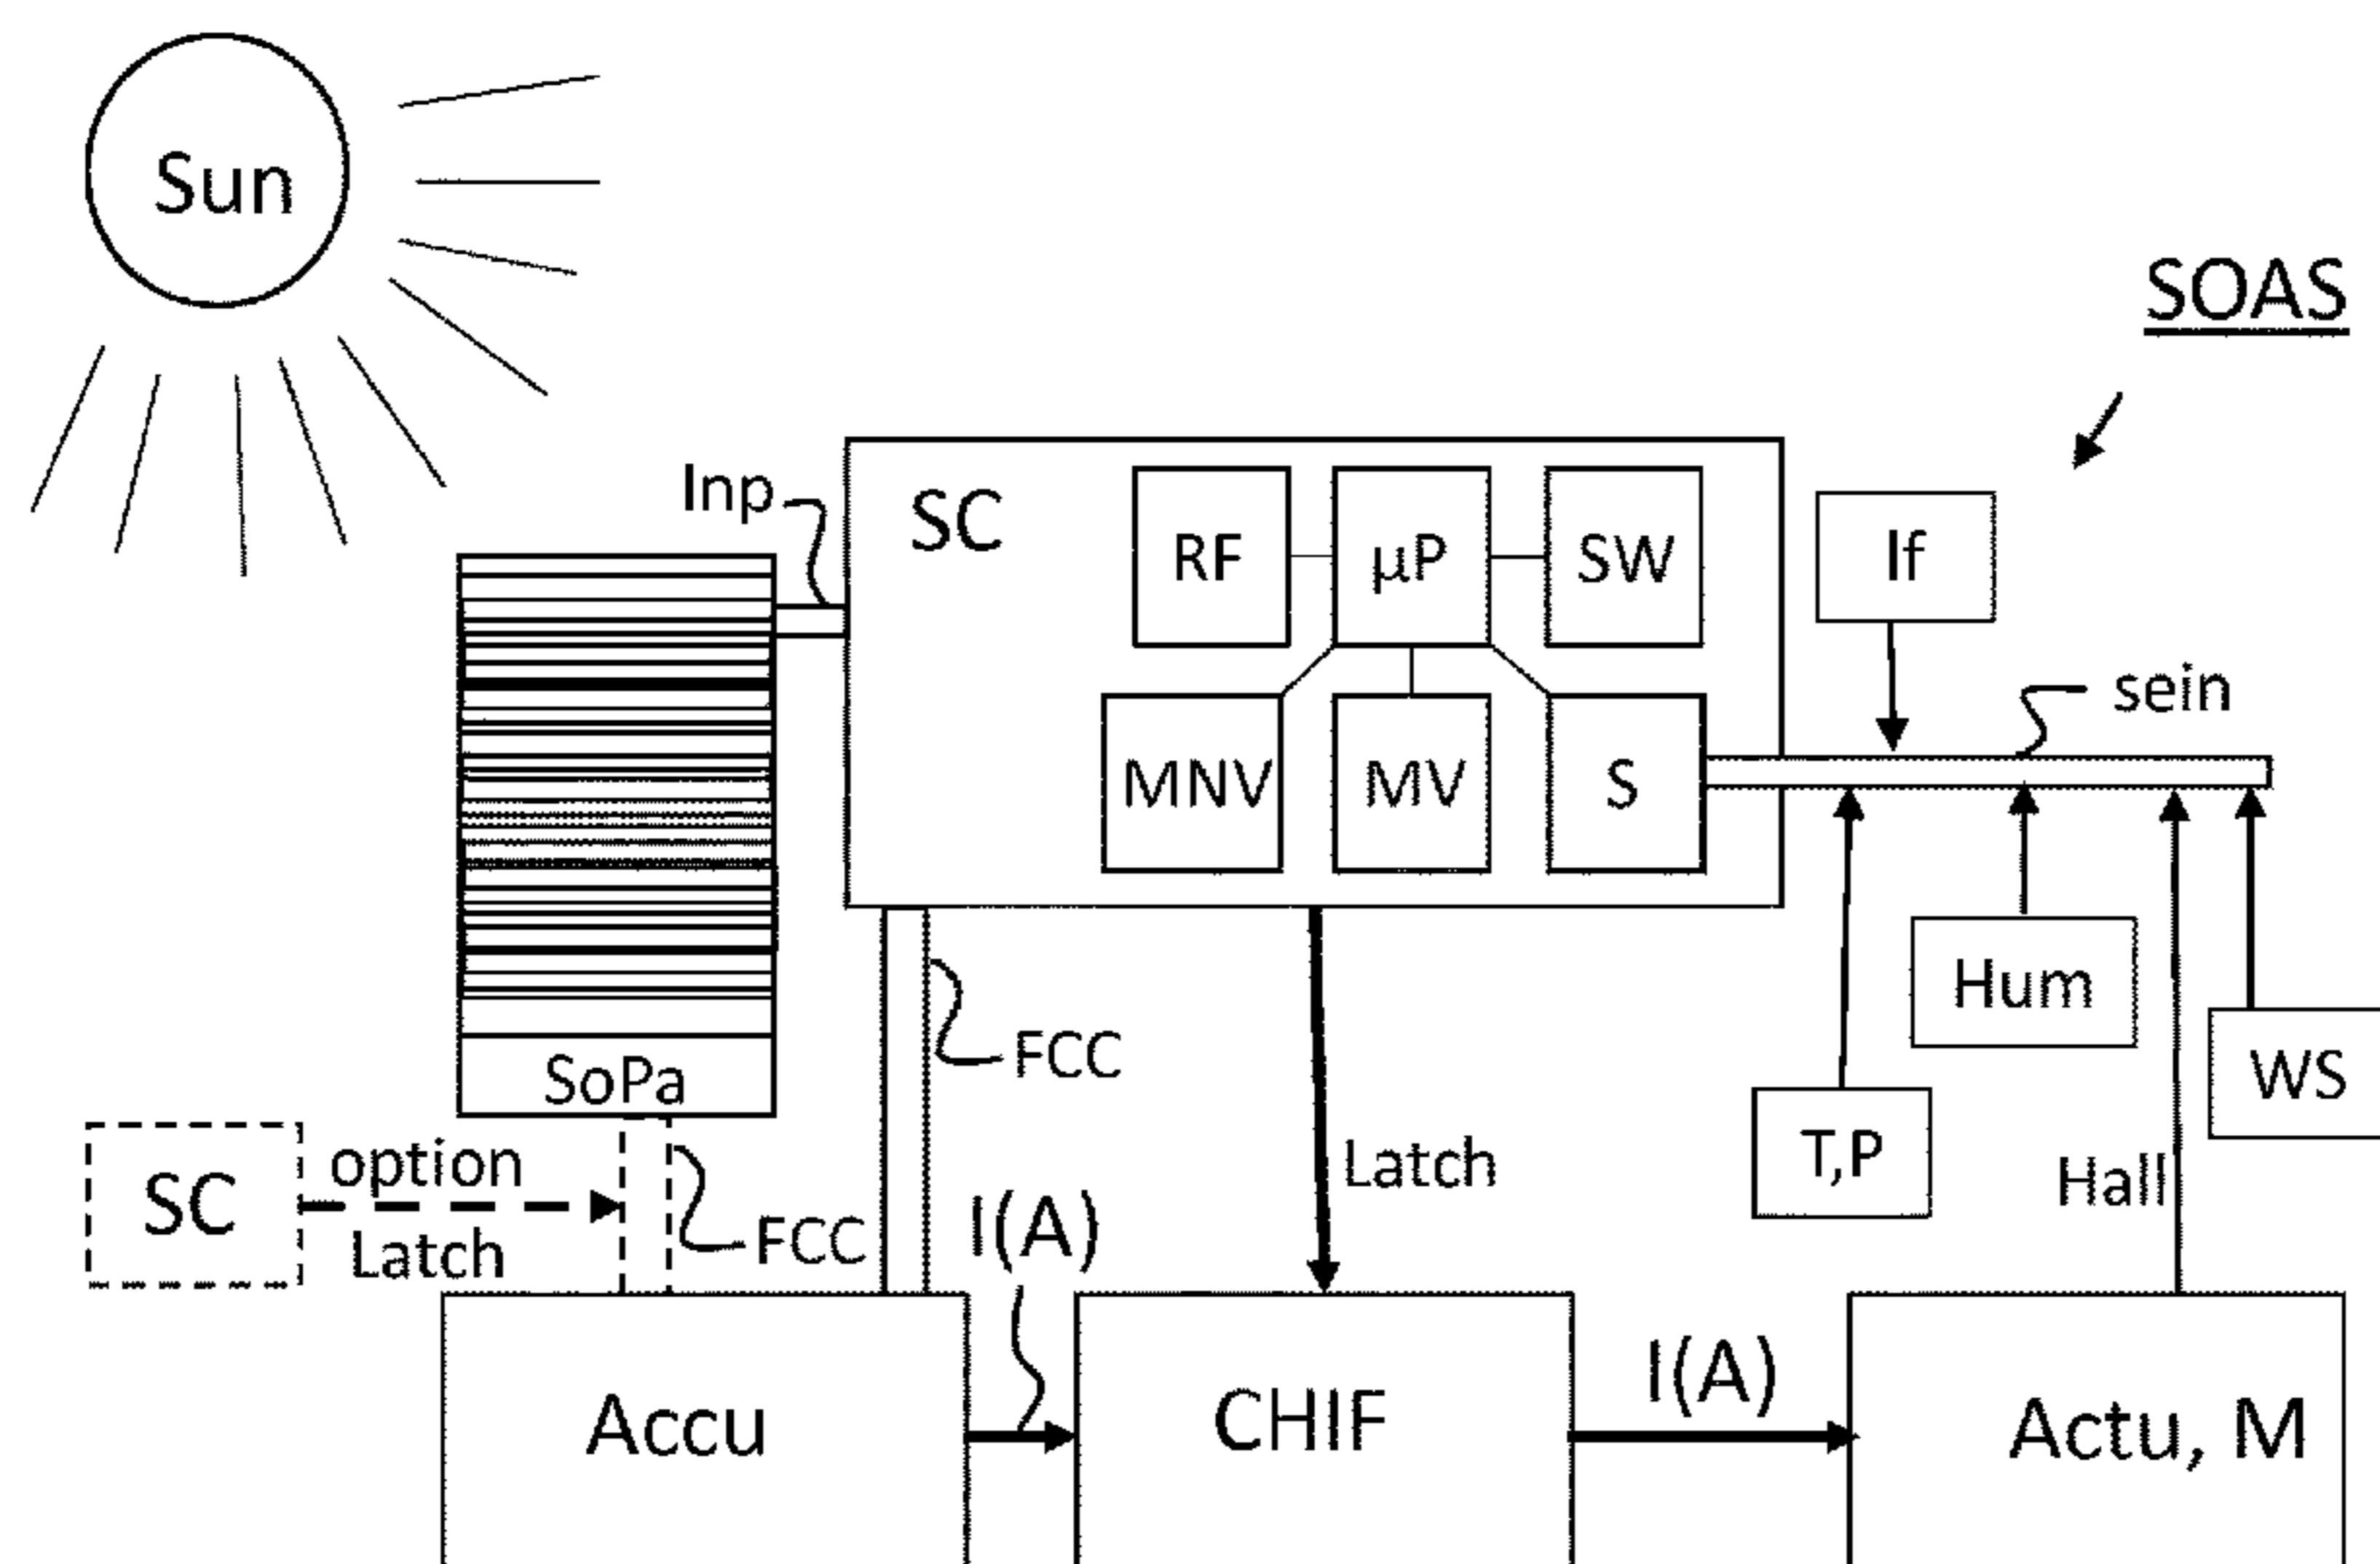 Sun
SOAS
Inp
SC
RF
µP
SW
If
sein
MNV
MV
S
Hum
FCC
WS
SoPa
T,P
Latch
Hall
SC
option
Latch
FCC
I(A)
I(A)
Accu
CHIF
Actu, M